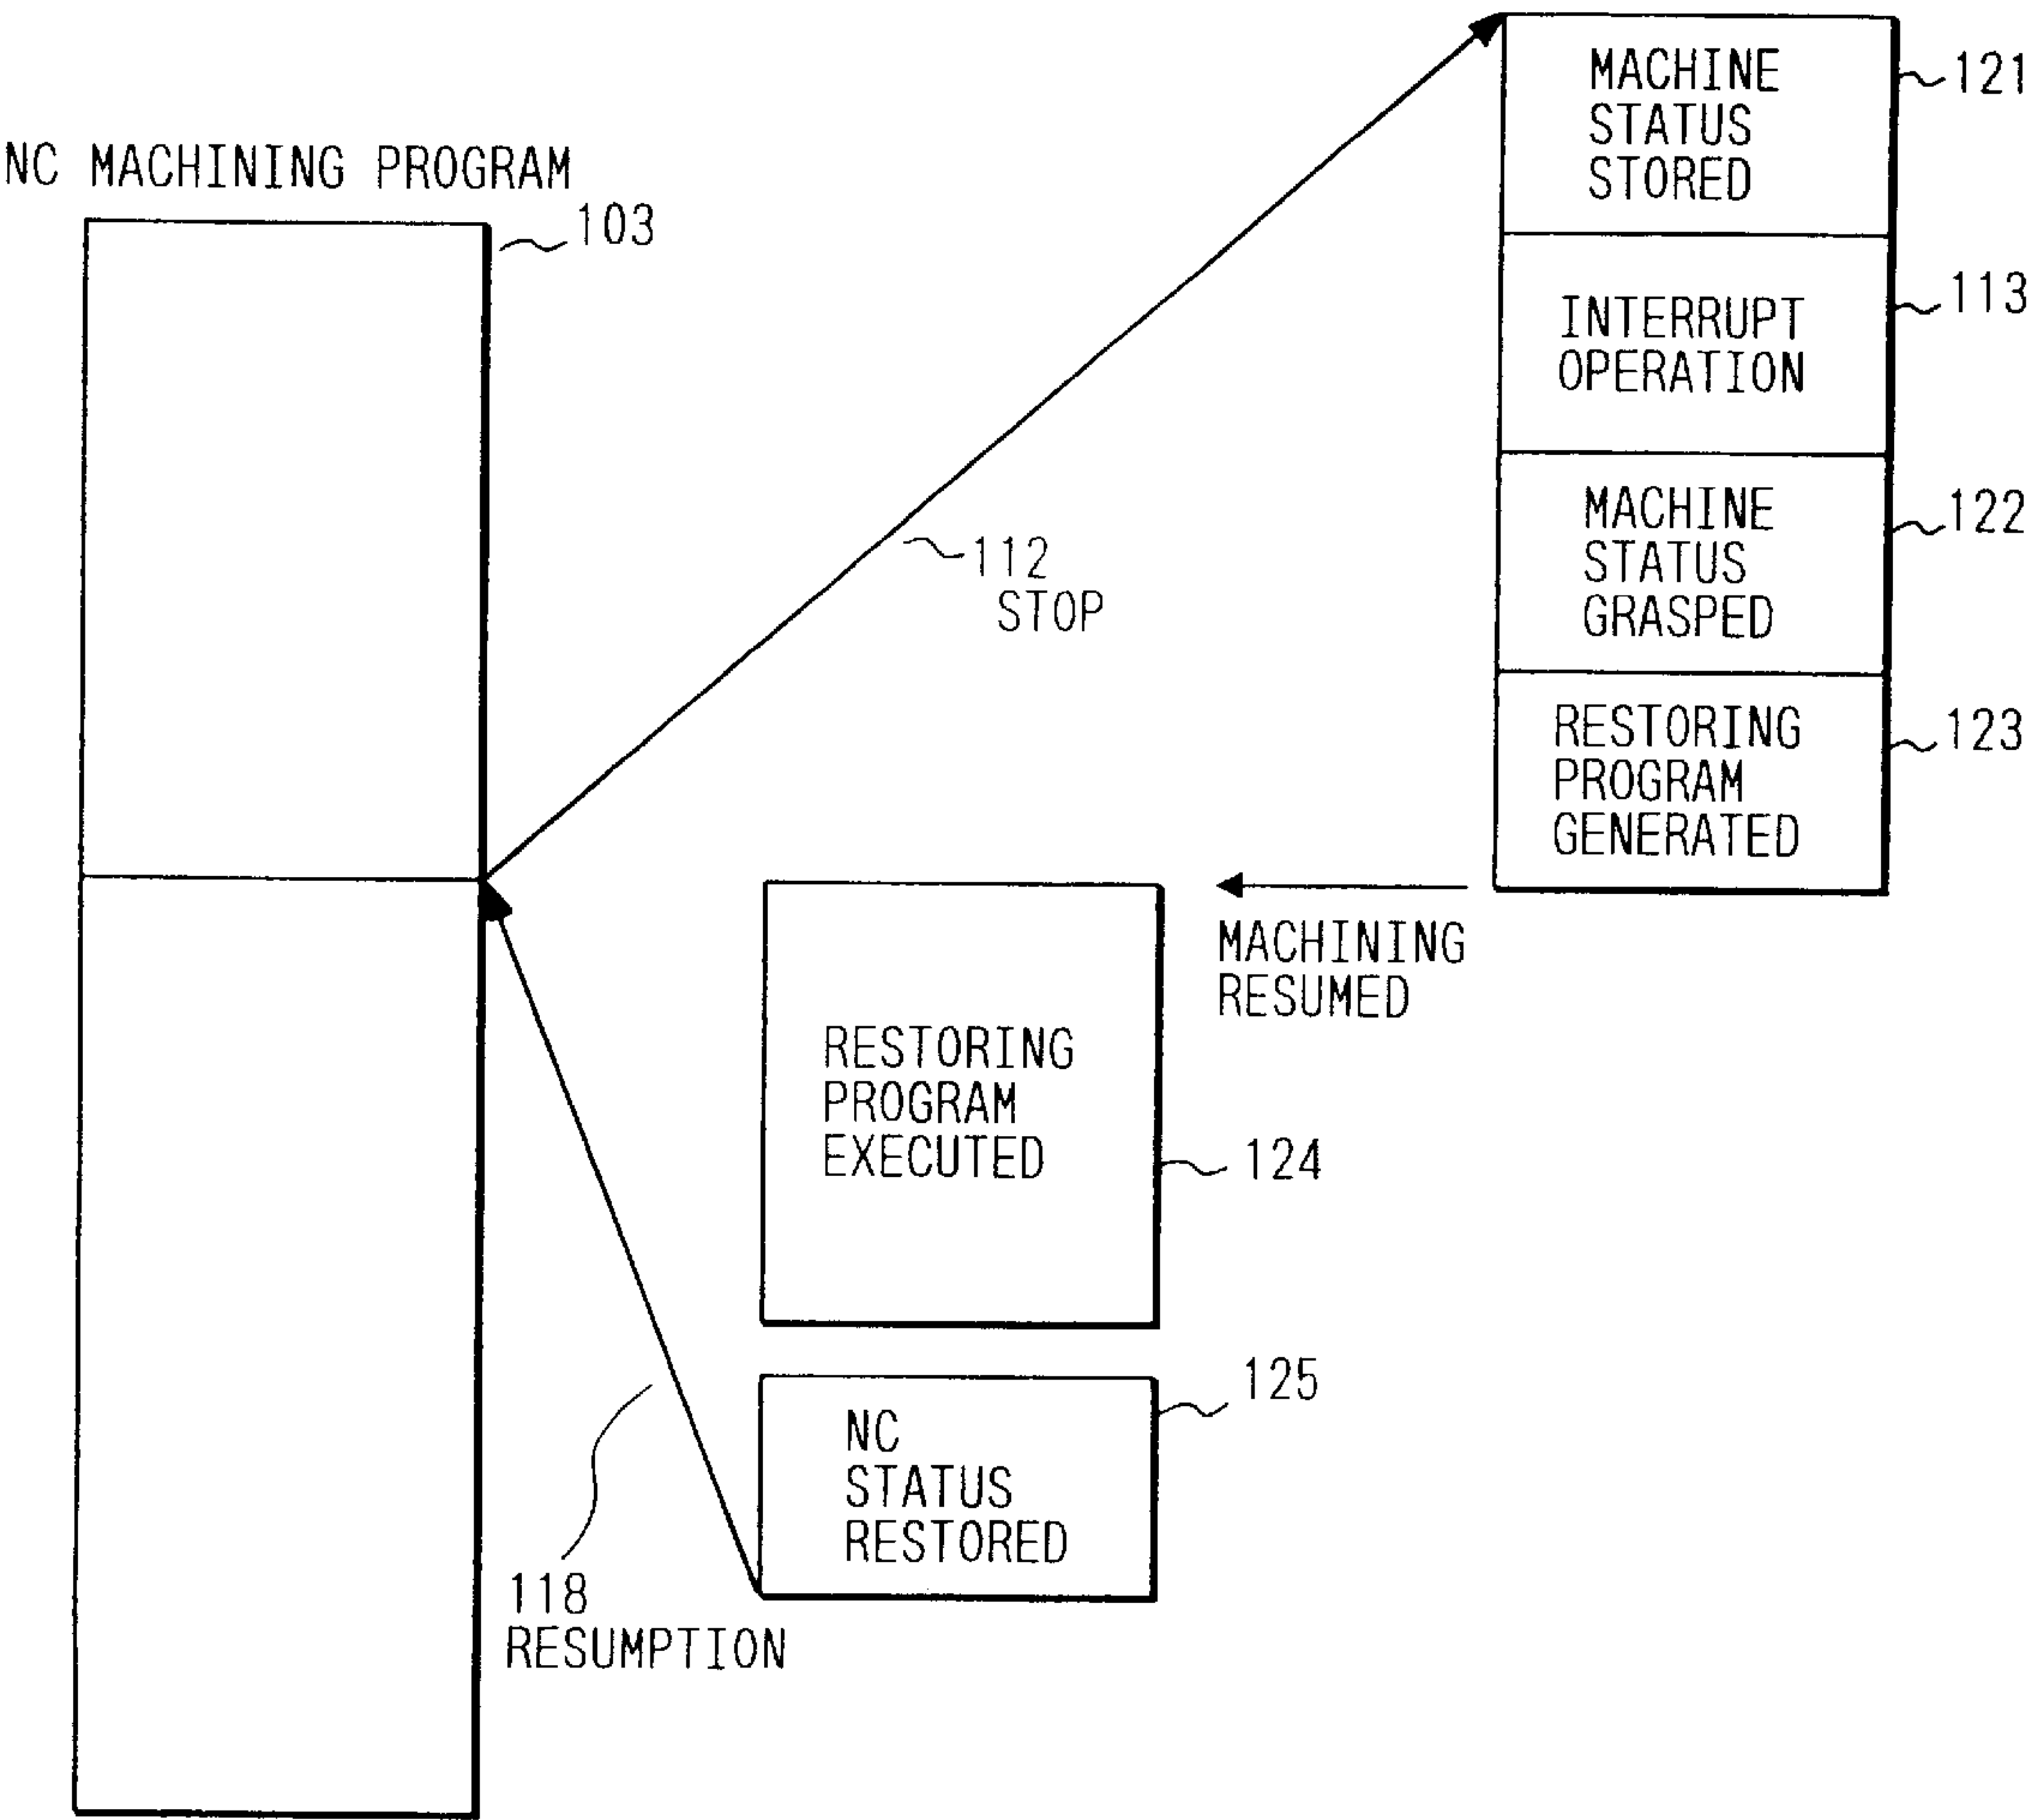 NC MACHINING PROGRAM
103
MACHINE
STATUS
STORED
121
INTERRUPT
OPERATION
113
MACHINE
STATUS
GRASPED
122
RESTORING
PROGRAM
GENERATED
123
112
STOP
MACHINING
RESUMED
RESTORING
PROGRAM
EXECUTED
124
NC
STATUS
RESTORED
125
118
RESUMPTION